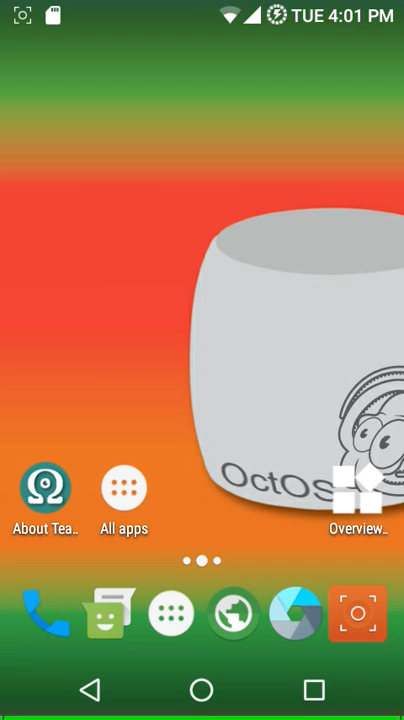 TUE 4:01 PM
OctOS
About Tea..
All apps
Overview..